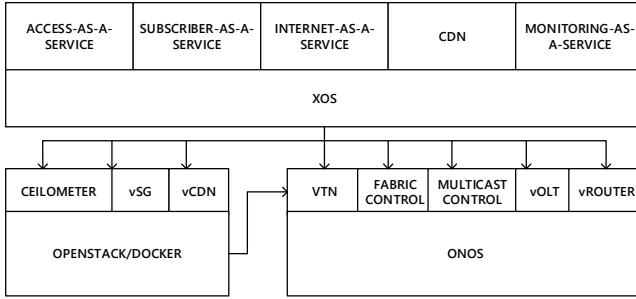 ACCESS-AS-A-
SERVICE
SUBSCRIBER-AS-A-
SERVICE
INTERNET-AS-A-
SERVICE
CDN
MONITORING-AS-
A-SERVICE
XOS
CEILOMETER
vSG
vCDN
VTN
FABRIC
CONTROL
MULTICAST
CONTROL
vOLT
vROUTER
OPENSTACK/DOCKER
ONOS